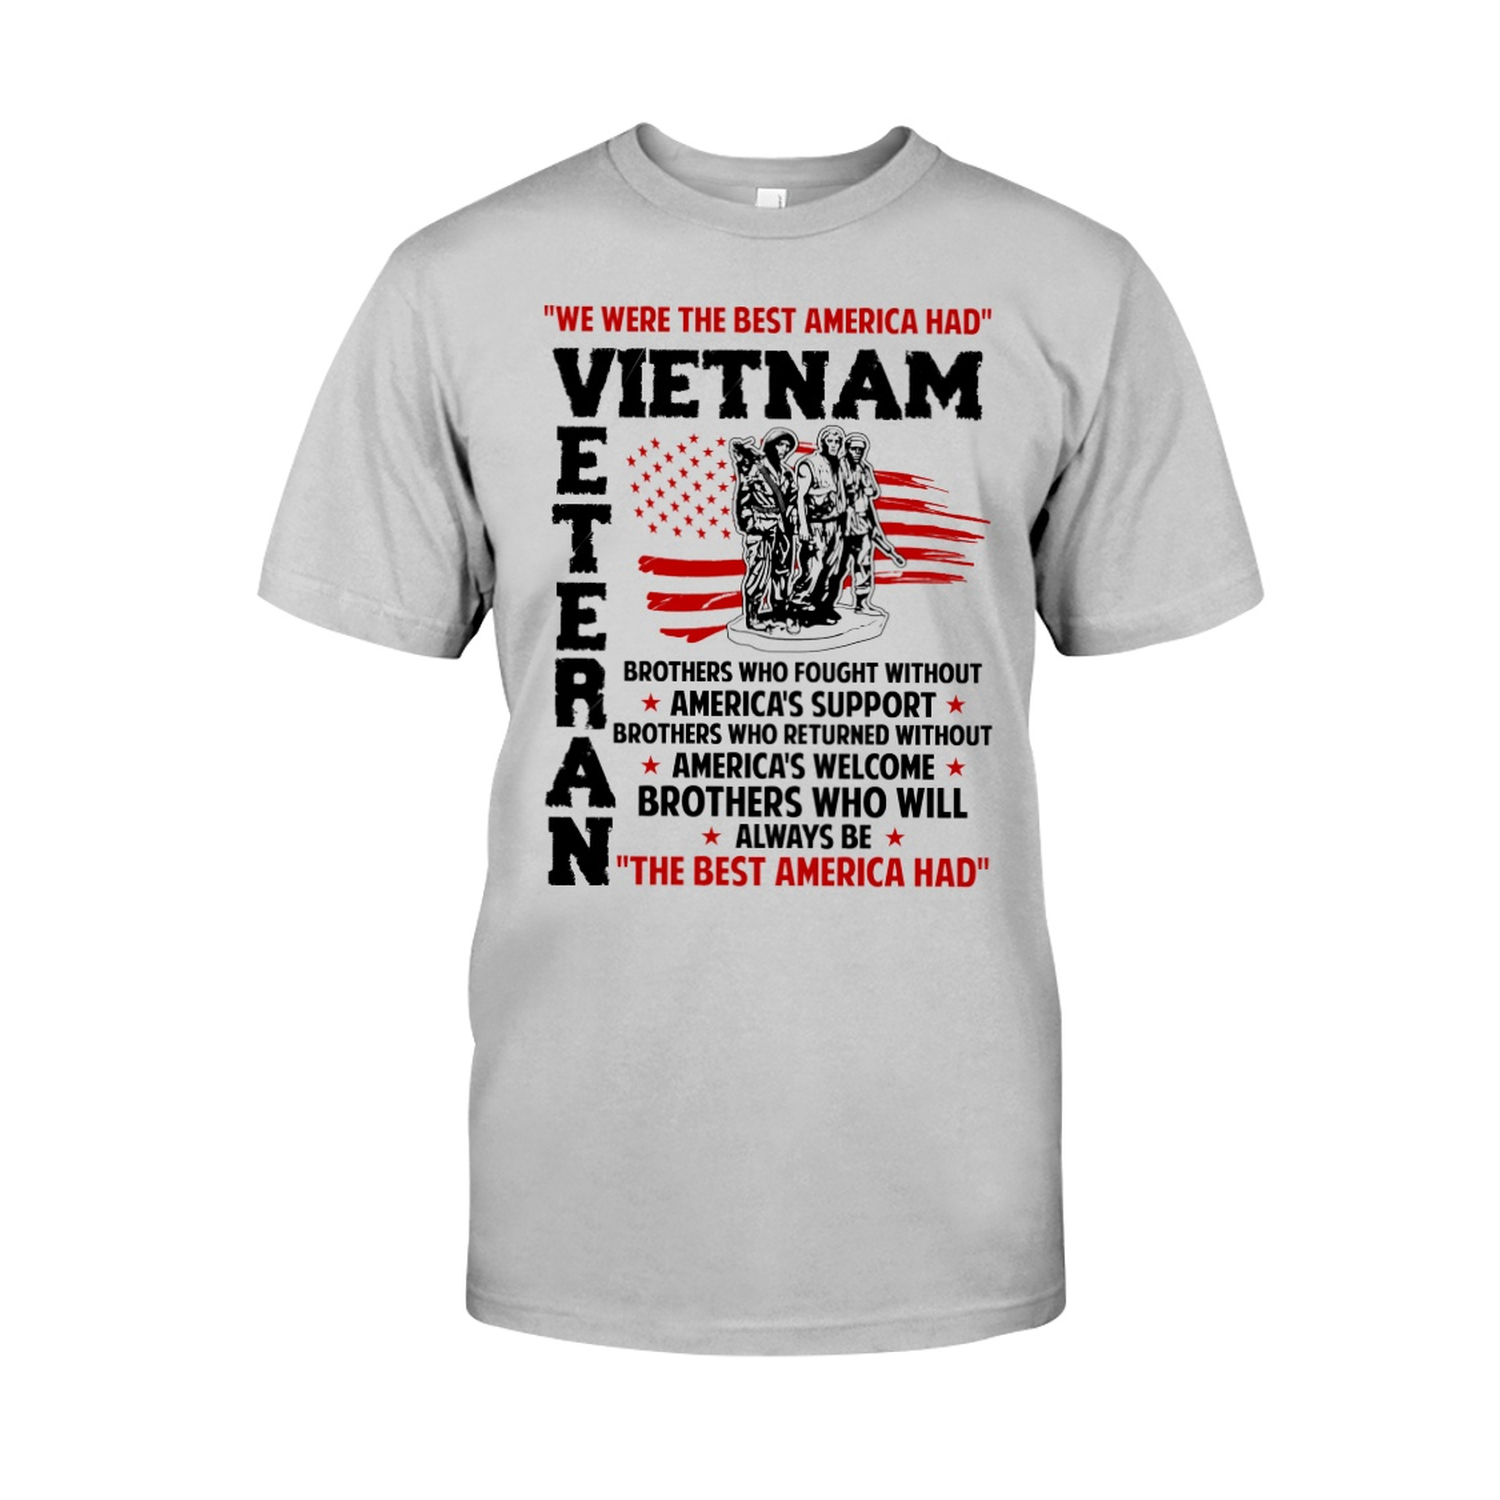 "WE WERE THE BEST AMERICA HAD"
VIETNAM
VETERAN
BROTHERS WHO FOUGHT WITHOUT
AMERICA'S SUPPORT
BROTHERS WHO RETURNED WITHOUT
AMERICA'S WELCOME
BROTHERS WHO WILL
ALWAYS BE
"THE BEST AMERICA HAD"